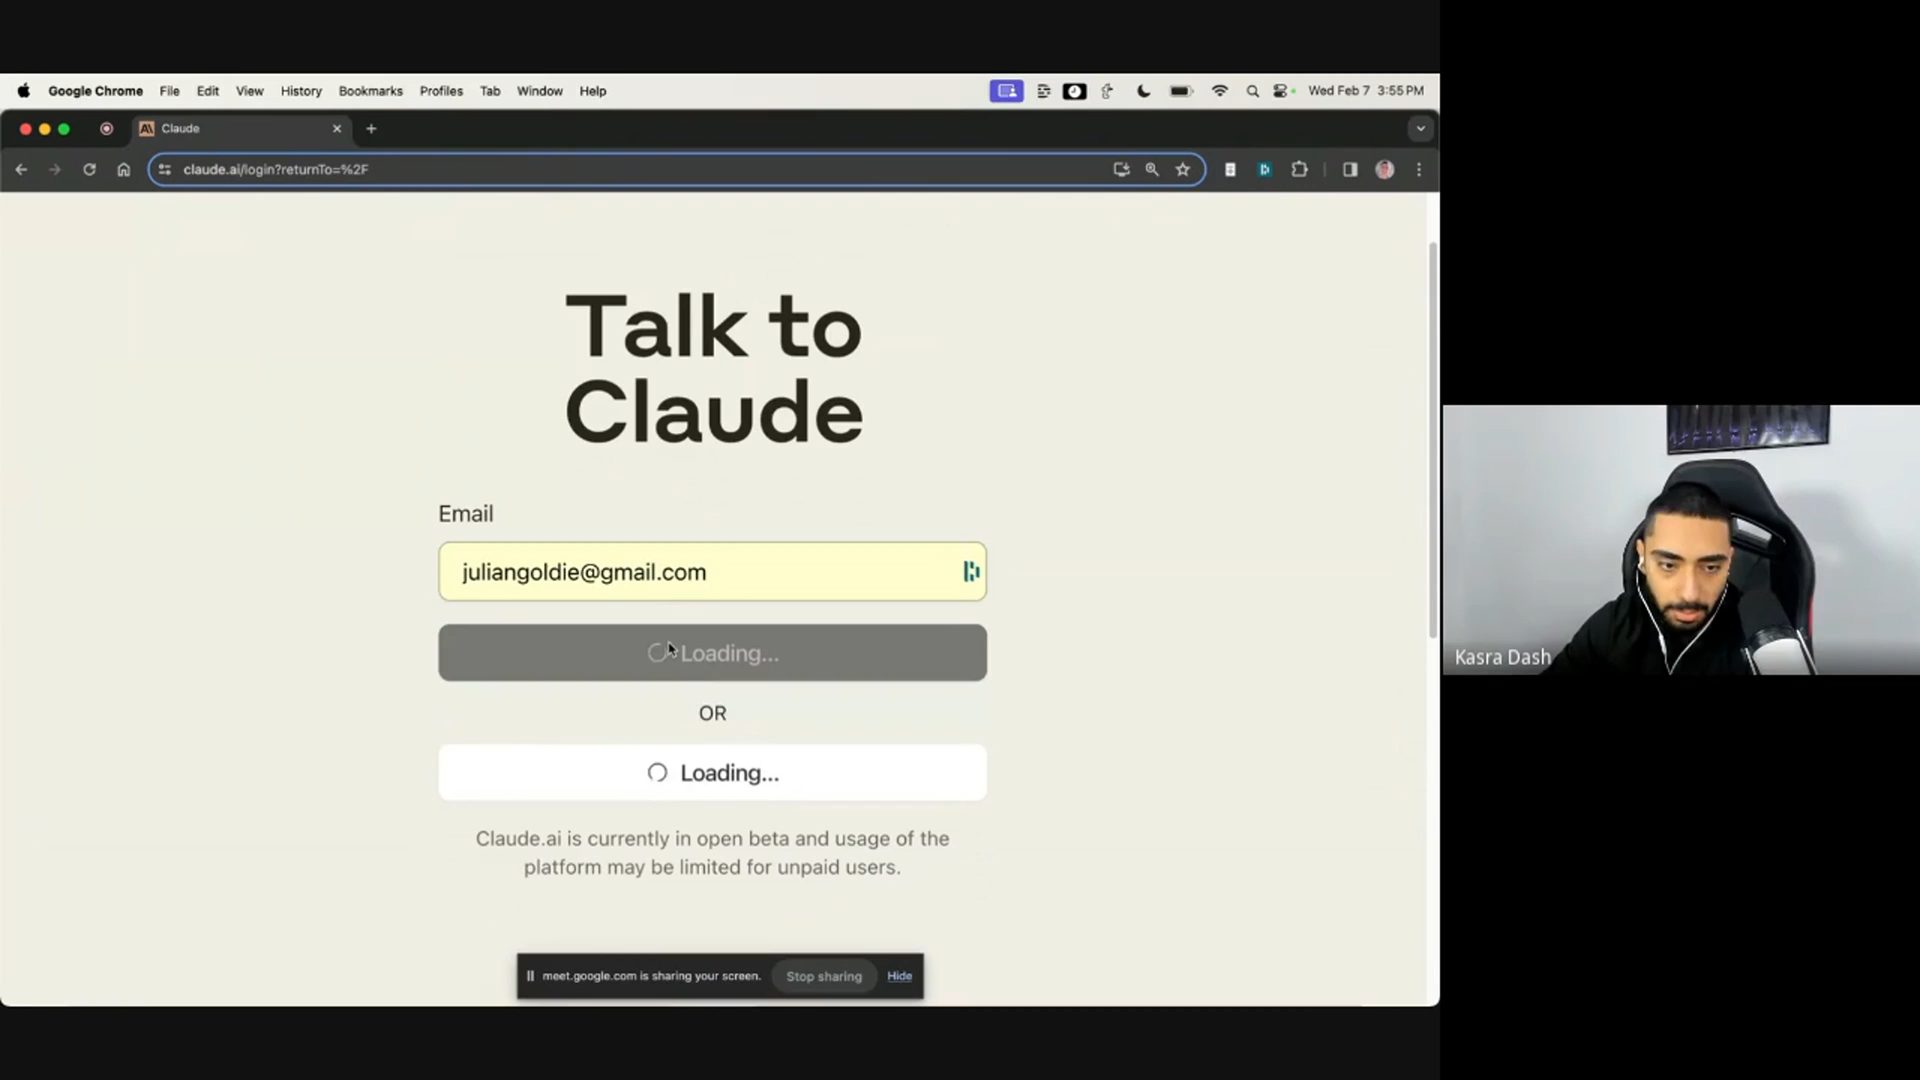 Google Chrome File Edit View History Bookmarks Profiles Tab Window Help Wed Feb 7 3:55 PM
Claude
claude.ai/login?returnTo=%2F
Talk to
Claude
Email
juliangoldie@gmail.com
Loading...
OR
Loading...
Claude.ai is currently in open beta and usage of the
platform may be limited for unpaid users.
meet.google.com is sharing your screen. Stop sharing Hide
Kasra Dash